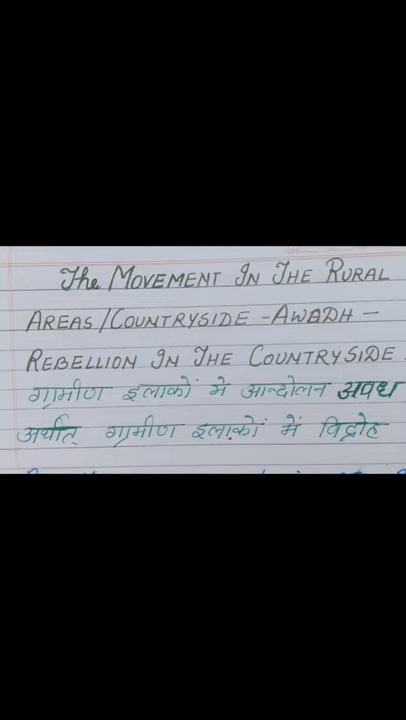 The MOVEMENT IN THE RURAL
AREAS/COUNTRYSIDE -AWADH -
REBELLION IN THE COUNTRYSIDE.
ग्रामीण इलाकों मे आन्दोलन अवध
अर्थात् ग्रामीण इलाक़ों में विद्रोह